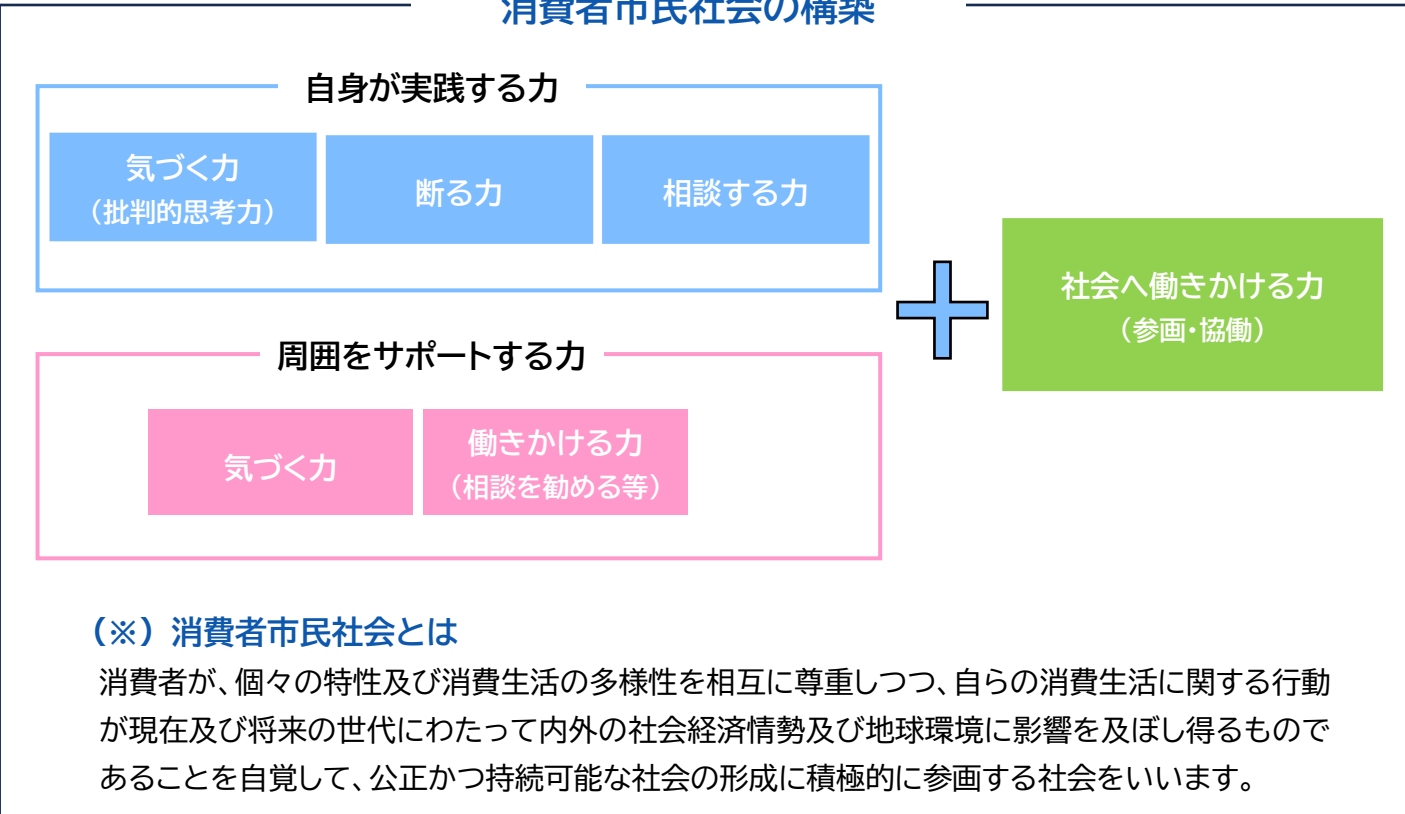 消費者市民社会の構築
自身が実践する力
気づく力
（批判的思考力）
断る力
相談する力
社会へ働きかける力
（参画・協働）
周囲をサポートする力
気づく力
働きかける力
（相談を勧める等）
（※）消費者市民社会とは
消費者が、個々の特性及び消費生活の多様性を相互に尊重しつつ、自らの消費生活に関する行動
が現在及び将来の世代にわたって内外の社会経済情勢及び地球環境に影響を及ぼし得るもので
あることを自覚して、公正かつ持続可能な社会の形成に積極的に参画する社会をいいます。